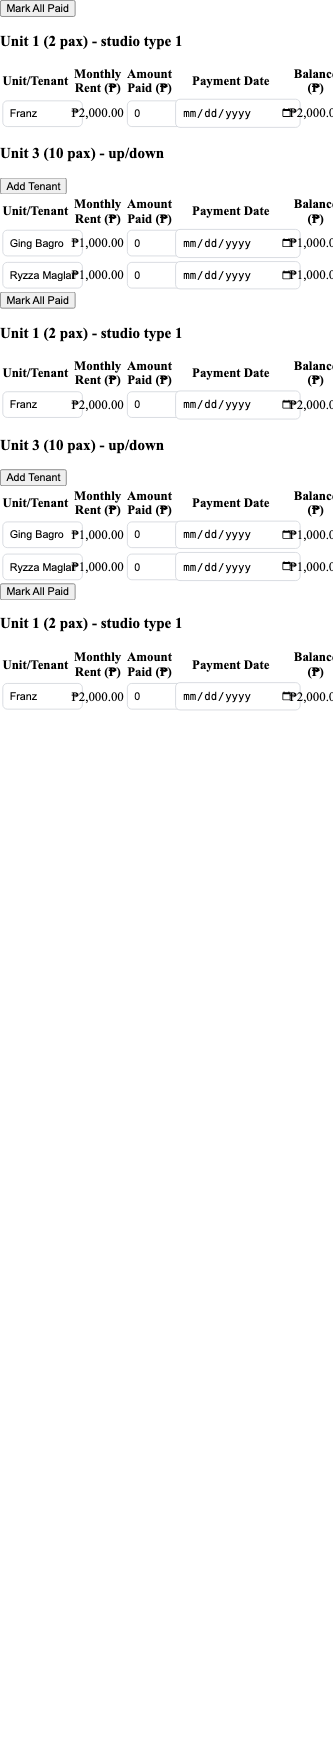 Mark All Paid
Unit 1 (2 pax) - studio type 1
Unit/Tenant Monthly Rent (₱) Amount Paid (₱) Payment Date Balance (₱)
Franz ₱2,000.00 0 mm/dd/yyyy ₱2,000.0
Unit 3 (10 pax) - up/down
Add Tenant
Unit/Tenant Monthly Rent (₱) Amount Paid (₱) Payment Date Balance (₱)
Ging Bagro ₱1,000.00 0 mm/dd/yyyy ₱1,000.0
Ryzza Maglan ₱1,000.00 0 mm/dd/yyyy ₱1,000.0
Mark All Paid
Unit 1 (2 pax) - studio type 1
Unit/Tenant Monthly Rent (₱) Amount Paid (₱) Payment Date Balance (₱)
Franz ₱2,000.00 0 mm/dd/yyyy ₱2,000.0
Unit 3 (10 pax) - up/down
Add Tenant
Unit/Tenant Monthly Rent (₱) Amount Paid (₱) Payment Date Balance (₱)
Ging Bagro ₱1,000.00 0 mm/dd/yyyy ₱1,000.0
Ryzza Maglan ₱1,000.00 0 mm/dd/yyyy ₱1,000.0
Mark All Paid
Unit 1 (2 pax) - studio type 1
Unit/Tenant Monthly Rent (₱) Amount Paid (₱) Payment Date Balance (₱)
Franz ₱2,000.00 0 mm/dd/yyyy ₱2,000.0